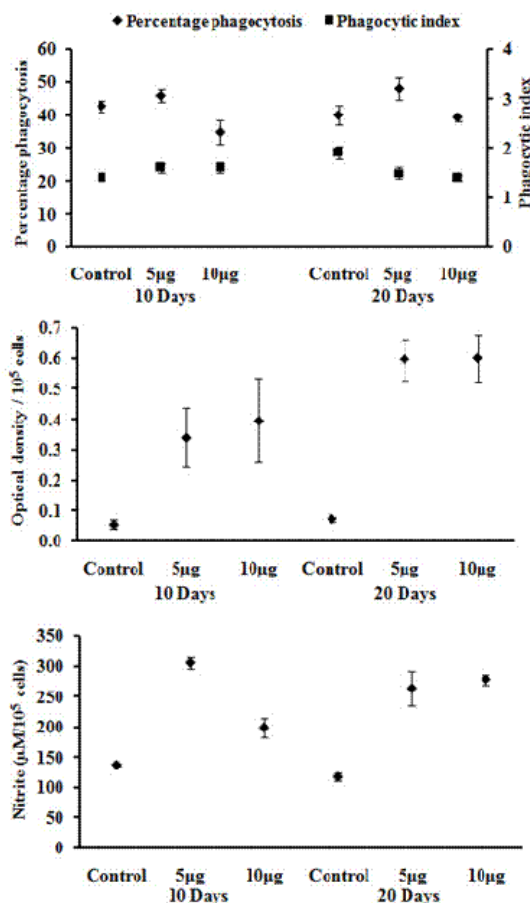 Percentage phagocytosis Phagocytic index
60
50
40
30
20
10
0
4
3
2
1
0
Percentage phagocytosis
Phagocytic index
Control 5µg 10µg Control 5µg 10µg
10 Days 20 Days
0.7
0.6
0.5
0.4
0.3
0.2
0.1
0.0
Optical density / 10⁵ cells
Control 5µg 10µg Control 5µg 10µg
10 Days 20 Days
350
300
250
200
150
100
50
0
Nitrite (µM/10⁵ cells)
Control 5µg 10µg Control 5µg 10µg
10 Days 20 Days